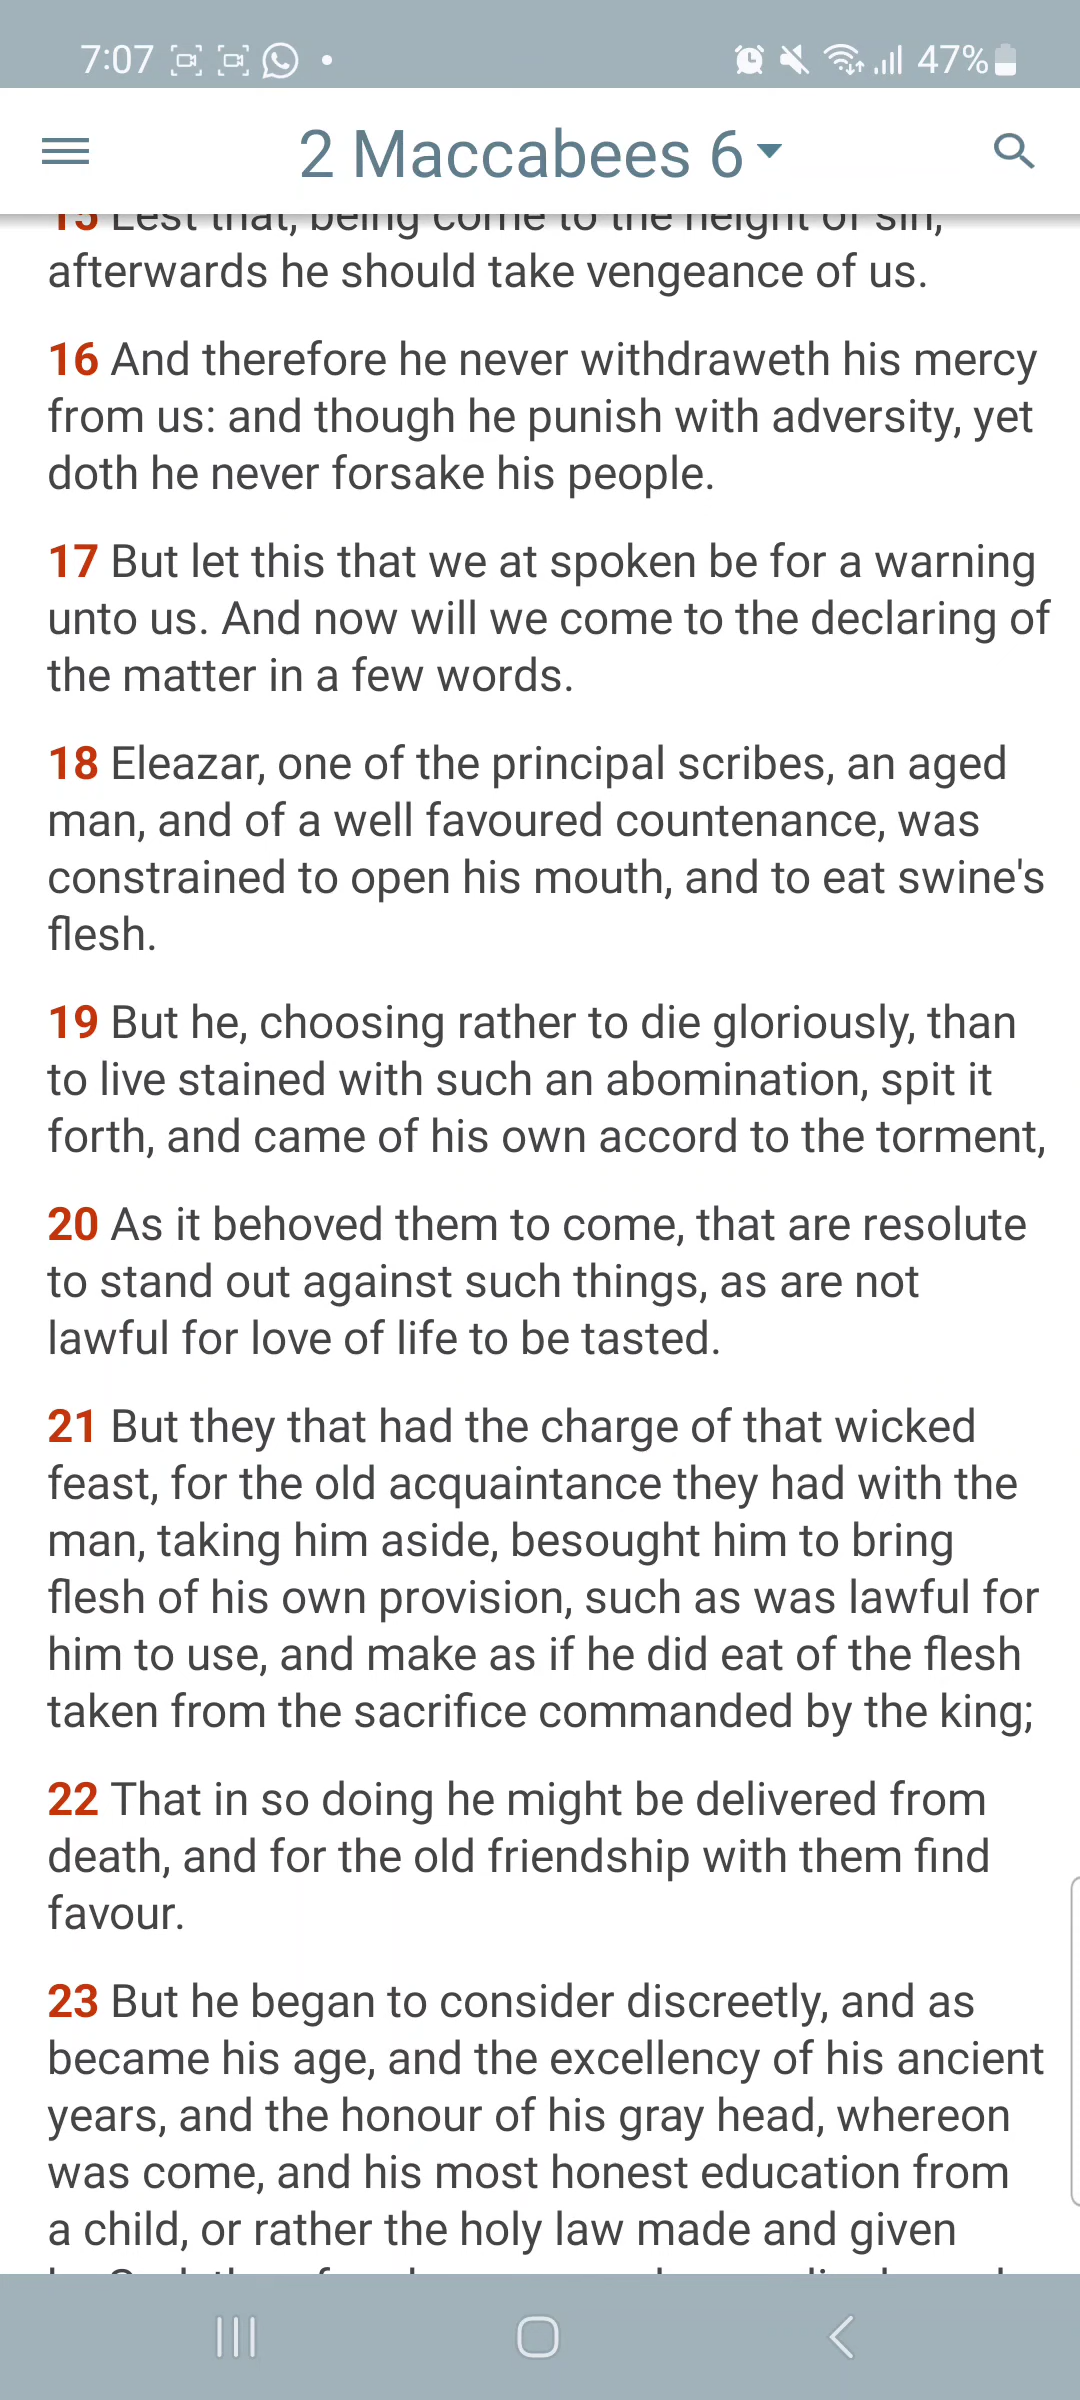 7:07
47%
2 Maccabees 6
15 Lest that, being come to the height of sin,
afterwards he should take vengeance of us.
16 And therefore he never withdraweth his mercy
from us: and though he punish with adversity, yet
doth he never forsake his people.
17 But let this that we at spoken be for a warning
unto us. And now will we come to the declaring of
the matter in a few words.
18 Eleazar, one of the principal scribes, an aged
man, and of a well favoured countenance, was
constrained to open his mouth, and to eat swine's
flesh.
19 But he, choosing rather to die gloriously, than
to live stained with such an abomination, spit it
forth, and came of his own accord to the torment,
20 As it behoved them to come, that are resolute
to stand out against such things, as are not
lawful for love of life to be tasted.
21 But they that had the charge of that wicked
feast, for the old acquaintance they had with the
man, taking him aside, besought him to bring
flesh of his own provision, such as was lawful for
him to use, and make as if he did eat of the flesh
taken from the sacrifice commanded by the king;
22 That in so doing he might be delivered from
death, and for the old friendship with them find
favour.
23 But he began to consider discreetly, and as
became his age, and the excellency of his ancient
years, and the honour of his gray head, whereon
was come, and his most honest education from
a child, or rather the holy law made and given